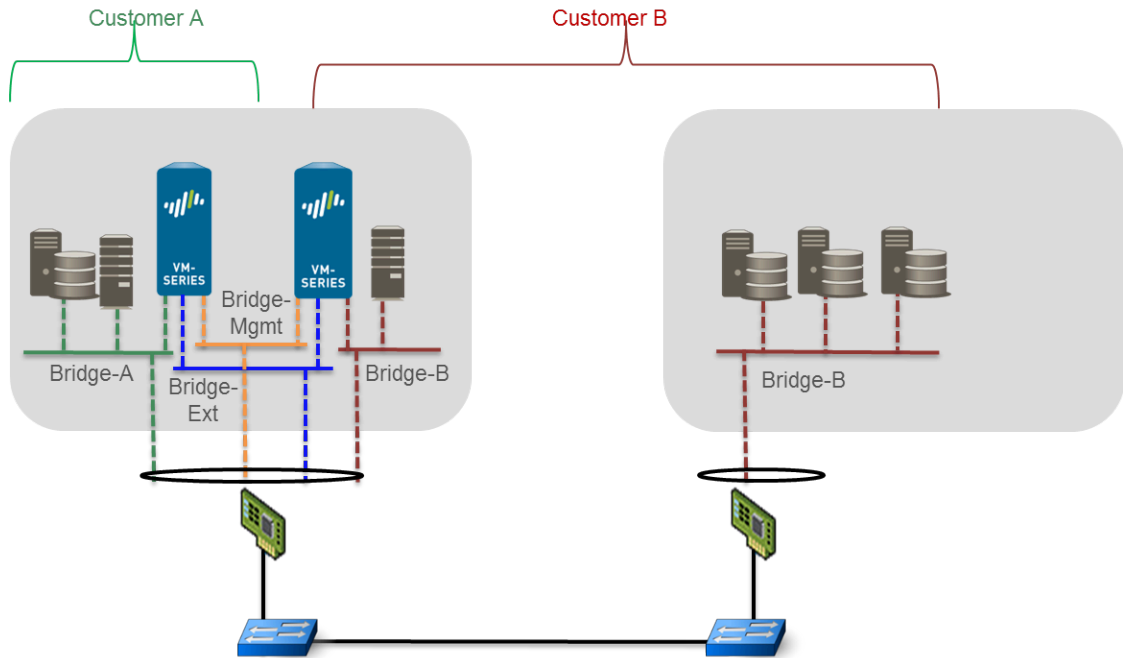 Customer A
Customer B
VM-
SERIES
VM-
SERIES
Bridge-
Mgmt
Bridge-A
Bridge-
Ext
Bridge-B
Bridge-B